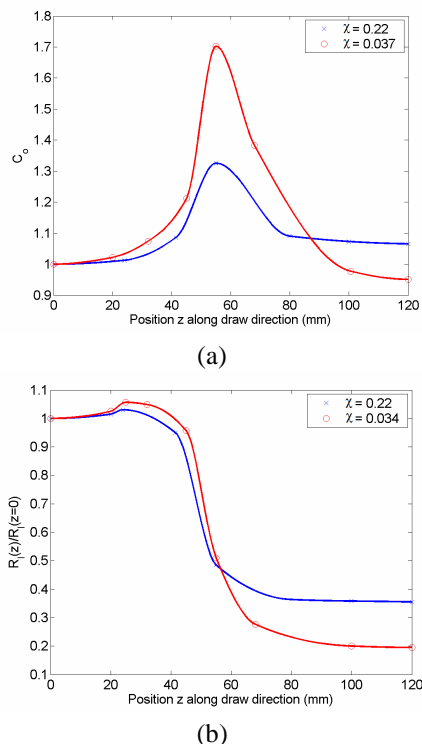 1.8
1.7
1.6
1.5
1.4
1.3
1.2
1.1
1
0.9
C_o
χ = 0.22
χ = 0.037
0 20 40 60 80 100 120
Position z along draw direction (mm)
(a)
1.1
1
0.9
0.8
0.7
0.6
0.5
0.4
0.3
0.2
0.1
R_i(z)/R_i(z=0)
χ = 0.22
χ = 0.034
0 20 40 60 80 100 120
Position z along draw direction (mm)
(b)